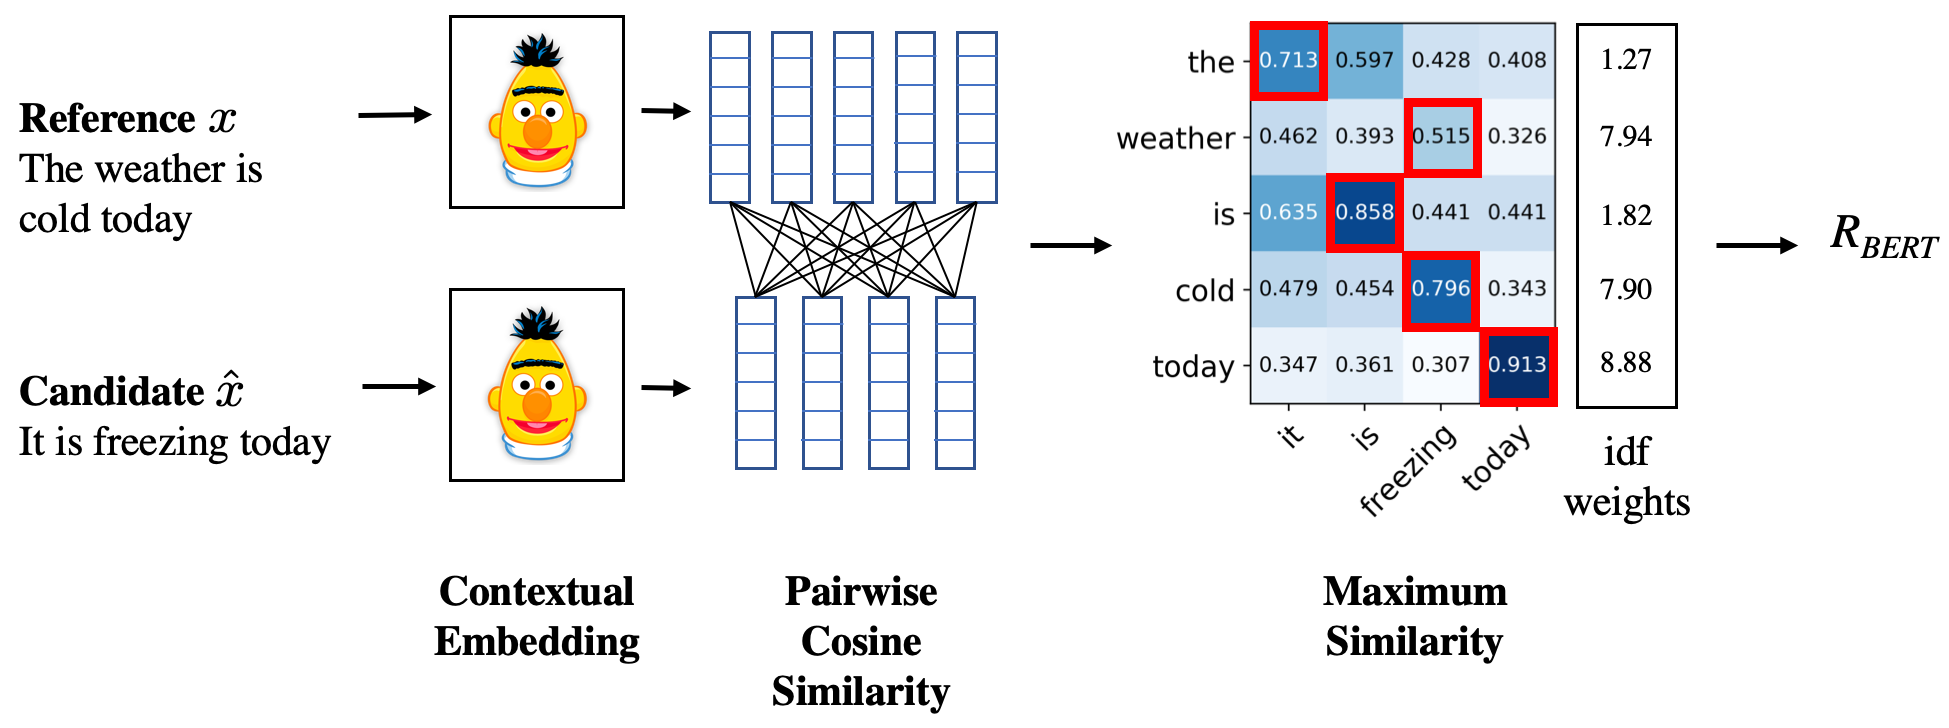 Reference x
The weather is
cold today
Candidate x̂
It is freezing today
Contextual
Embedding
Pairwise
Cosine
Similarity
the 0.713 0.597 0.428 0.408 1.27
weather 0.462 0.393 0.515 0.326 7.94
is 0.635 0.858 0.441 0.441 1.82
cold 0.479 0.454 0.796 0.343 7.90
today 0.347 0.361 0.307 0.913 8.88
it is freezing today
idf
weights
Maximum
Similarity
R_BERT